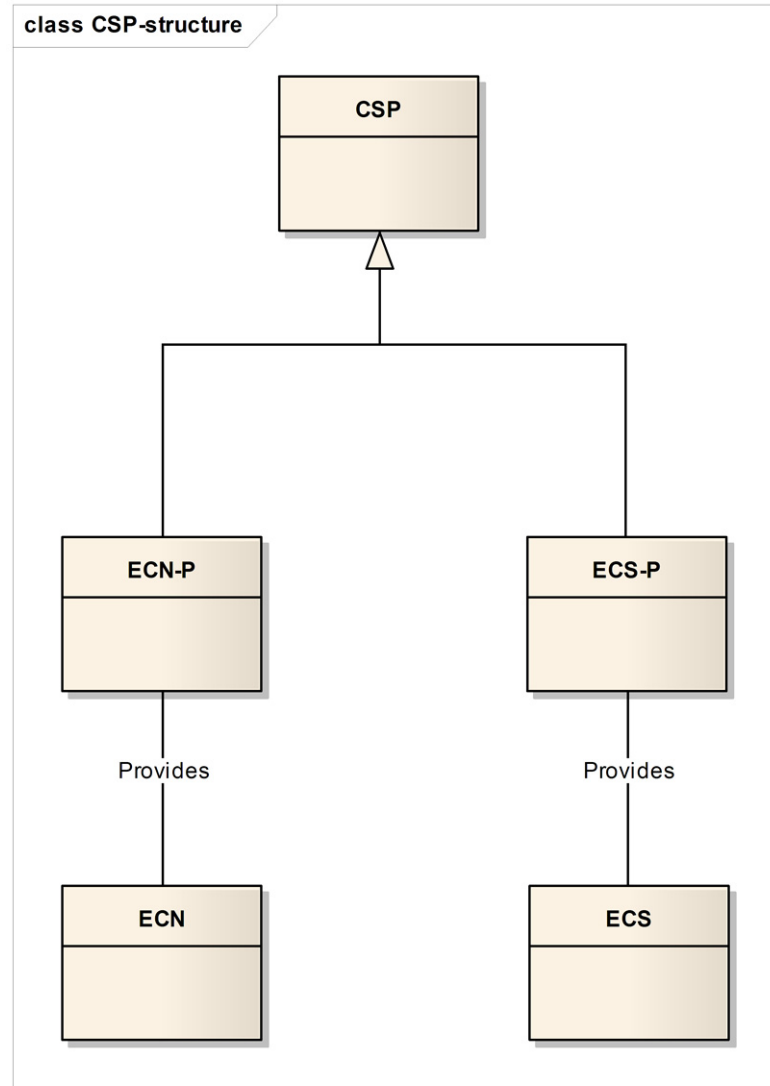 class CSP-structure
CSP
ECN-P
ECS-P
Provides
Provides
ECN
ECS